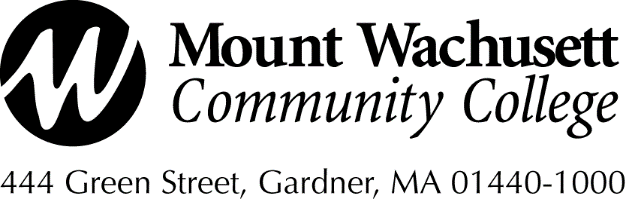 Mount Wachusett
Community College
444 Green Street, Gardner, MA 01440-1000